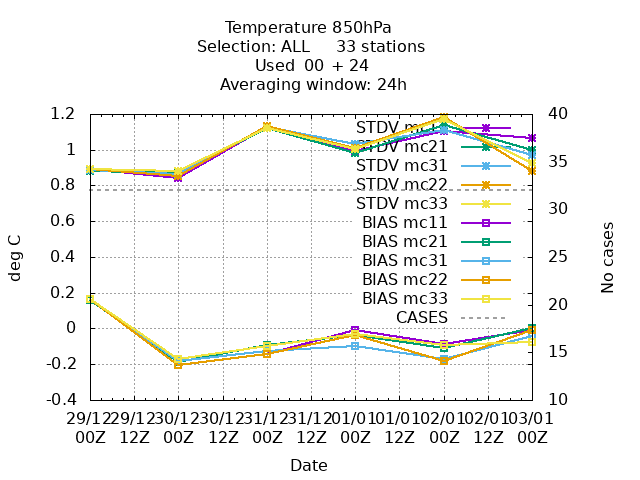 Temperature 850hPa
Selection: ALL 33 stations
Used 00 + 24
Averaging window: 24h
1.2
1
0.8
0.6
0.4
0.2
0
-0.2
-0.4
deg C
40
35
30
25
20
15
10
No cases
STDV mc11
STDV mc21
STDV mc31
STDV mc22
STDV mc33
BIAS mc11
BIAS mc21
BIAS mc31
BIAS mc22
BIAS mc33
CASES
29/12 29/12 30/12 30/12 31/12 31/12 01/01 01/01 02/01 02/01 03/01
00Z 12Z 00Z 12Z 00Z 12Z 00Z 12Z 00Z 12Z 00Z
Date